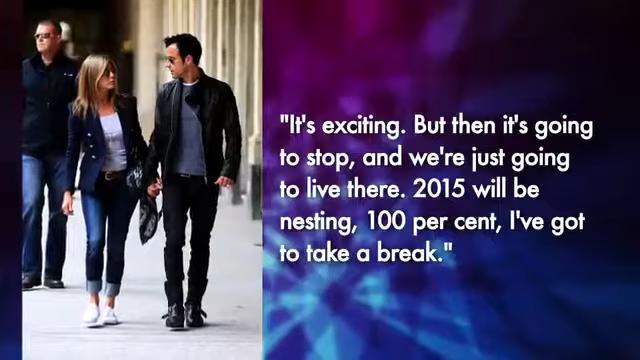 "It's exciting. But then it's going
to stop, and we're just going
to live there. 2015 will be
nesting, 100 per cent, I've got
to take a break."